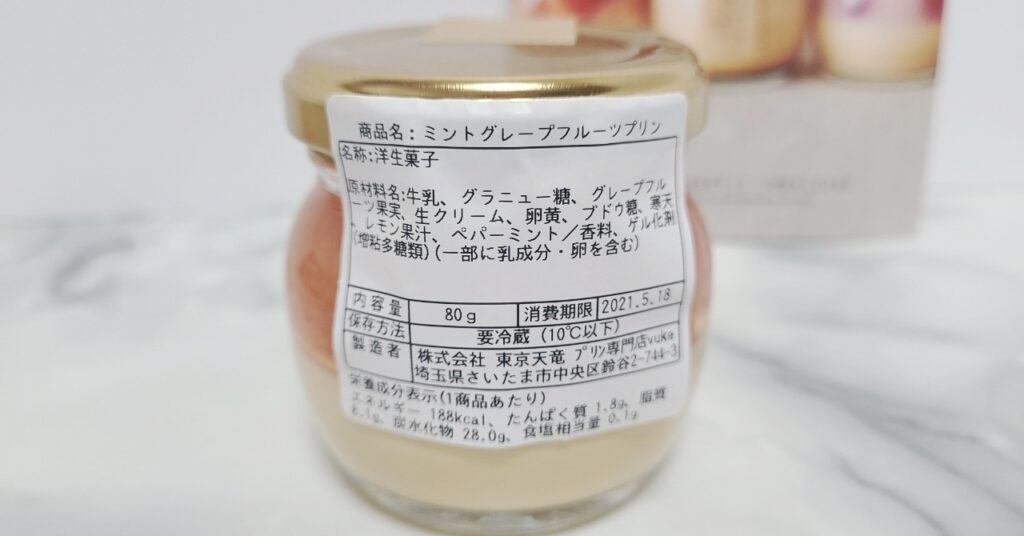 商品名：ミントグレープフルーツプリン
名称:洋生菓子
原材料名:牛乳、グラニュー糖、グレープフル
ーツ果実、生クリーム、卵黄、ブドウ糖、寒天
、レモン果汁、ペパーミント／香料、ゲル化剤
(増粘多糖類)(一部に乳成分・卵を含む)
内容量 80g 消費期限 2021.5.18
保存方法 要冷蔵 (10℃以下)
製造者 株式会社 東京天竜 プリン専門店vuke
埼玉県さいたま市中央区鈴谷2-744-3
栄養成分表示(1商品あたり)
エネルギー 188kcal、たんぱく質 1.8g、脂質
炭水化物 28.0g、食塩相当量 0.1g